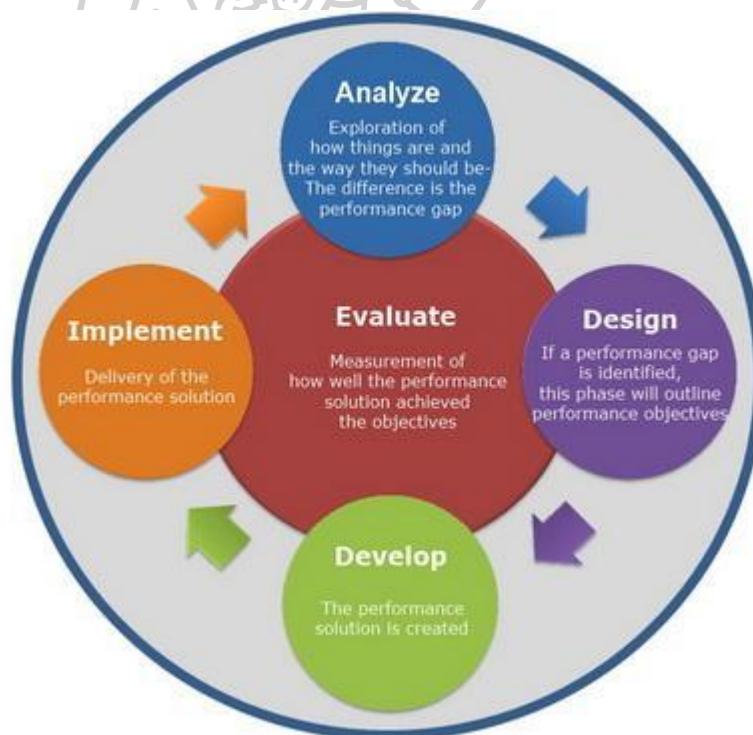 Analyze
Exploration of
how things are and
the way they should be-
The difference is the
performance gap
Design
If a performance gap
is identified,
this phase will outline
performance objectives
Develop
The performance
solution is created
Implement
Delivery of the
performance solution
Evaluate
Measurement of
how well the performance
solution achieved
the objectives